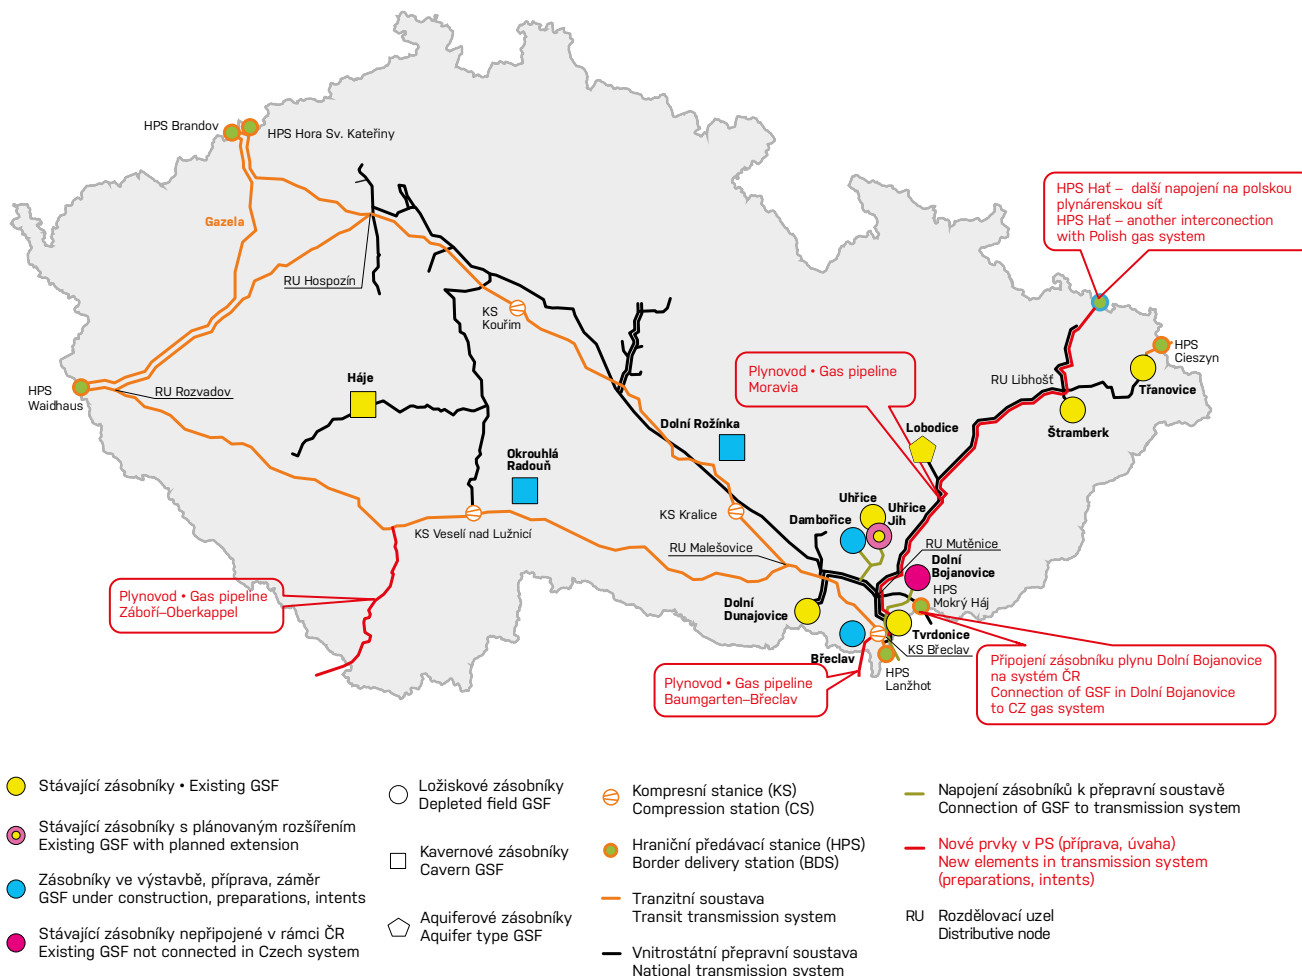 HPS Brandov
HPS Hora Sv. Kateřiny
Gazela
RU Hospozín
KS
Kouřim
HPS
Waidhaus
RU Rozvadov
Háje
Okrouhlá
Radouň
Dolní Rožínka
KS Veselí nad Lužnicí
KS Kralice
RU Malešovice
Plynovod • Gas pipeline
Záboří–Oberkappel
Plynovod • Gas pipeline
Moravia
HPS Hať – další napojení na polskou
plynárenskou síť
HPS Hať – another interconection
with Polish gas system
HPS
Cieszyn
RU Libhošť
Třanovice
Štramberk
Lobodice
Uhřice
Uhřice
Jih
Dambořice
RU Mutěnice
Dolní
Bojanovice
HPS
Mokrý Háj
Dolní
Dunajovice
Tvrdonice
Břeclav
KS Břeclav
HPS
Lanžhot
Plynovod • Gas pipeline
Baumgarten–Břeclav
Připojení zásobníku plynu Dolní Bojanovice
na systém ČR
Connection of GSF in Dolní Bojanovice
to CZ gas system
Stávající zásobníky • Existing GSF
Stávající zásobníky s plánovaným rozšířením
Existing GSF with planned extension
Zásobníky ve výstavbě, příprava, záměr
GSF under construction, preparations, intents
Stávající zásobníky nepřipojené v rámci ČR
Existing GSF not connected in Czech system
Ložiskové zásobníky
Depleted field GSF
Kavernové zásobníky
Cavern GSF
Aquiferové zásobníky
Aquifer type GSF
Kompresní stanice (KS)
Compression station (CS)
Hraniční předávací stanice (HPS)
Border delivery station (BDS)
Tranzitní soustava
Transit transmission system
Vnitrostátní přepravní soustava
National transmission system
Napojení zásobníků k přepravní soustavě
Connection of GSF to transmission system
Nové prvky v PS (příprava, úvaha)
New elements in transmission system
(preparations, intents)
RU Rozdělovací uzel
Distributive node